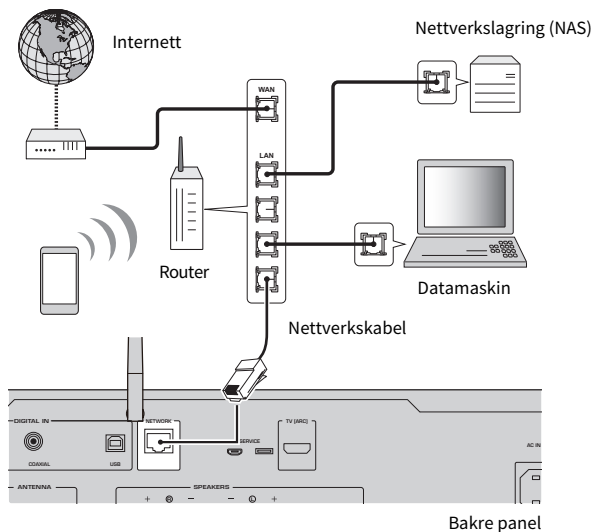 Internett
Nettverkslagring (NAS)
WAN
LAN
Router
Datamaskin
Nettverkskabel
DIGITAL IN
NETWORK
TV (ARC)
SERVICE
COAXIAL
USB
AC IN
ANTENNA
SPEAKERS
+ R − − L +
Bakre panel